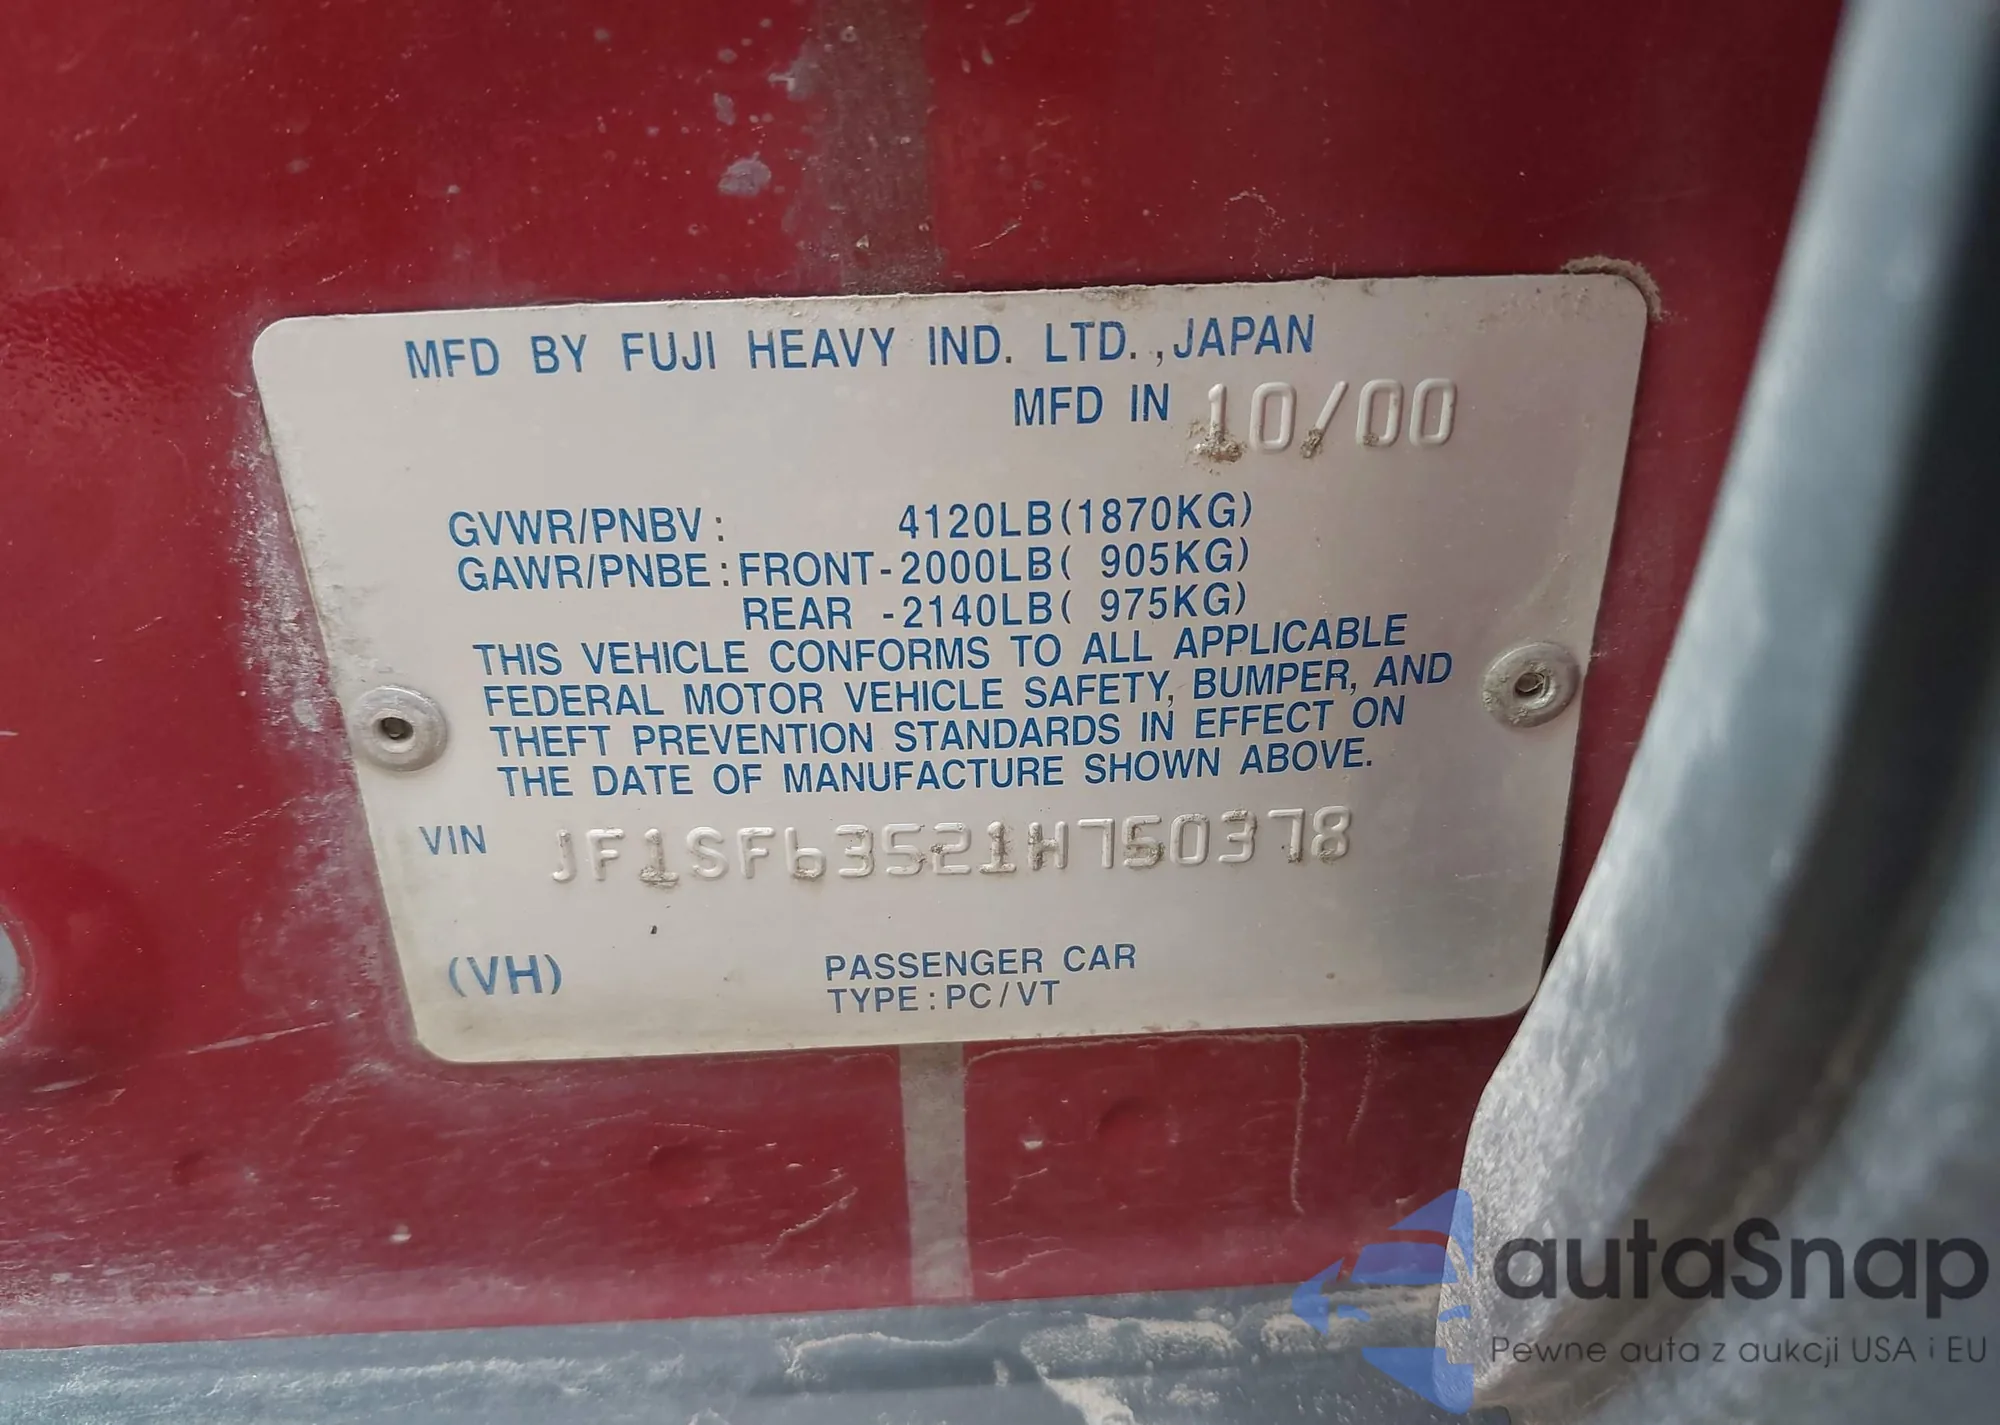 MFD BY FUJI HEAVY IND. LTD., JAPAN
MFD IN 10/00
GVWR/PNBV: 4120LB(1870KG)
GAWR/PNBE: FRONT-2000LB( 905KG)
REAR -2140LB( 975KG)
THIS VEHICLE CONFORMS TO ALL APPLICABLE
FEDERAL MOTOR VEHICLE SAFETY, BUMPER, AND
THEFT PREVENTION STANDARDS IN EFFECT ON
THE DATE OF MANUFACTURE SHOWN ABOVE.
VIN JF1SF63521H750378
(VH) PASSENGER CAR
TYPE: PC/VT
autaSnap
Pewne auta z aukcji USA i EU